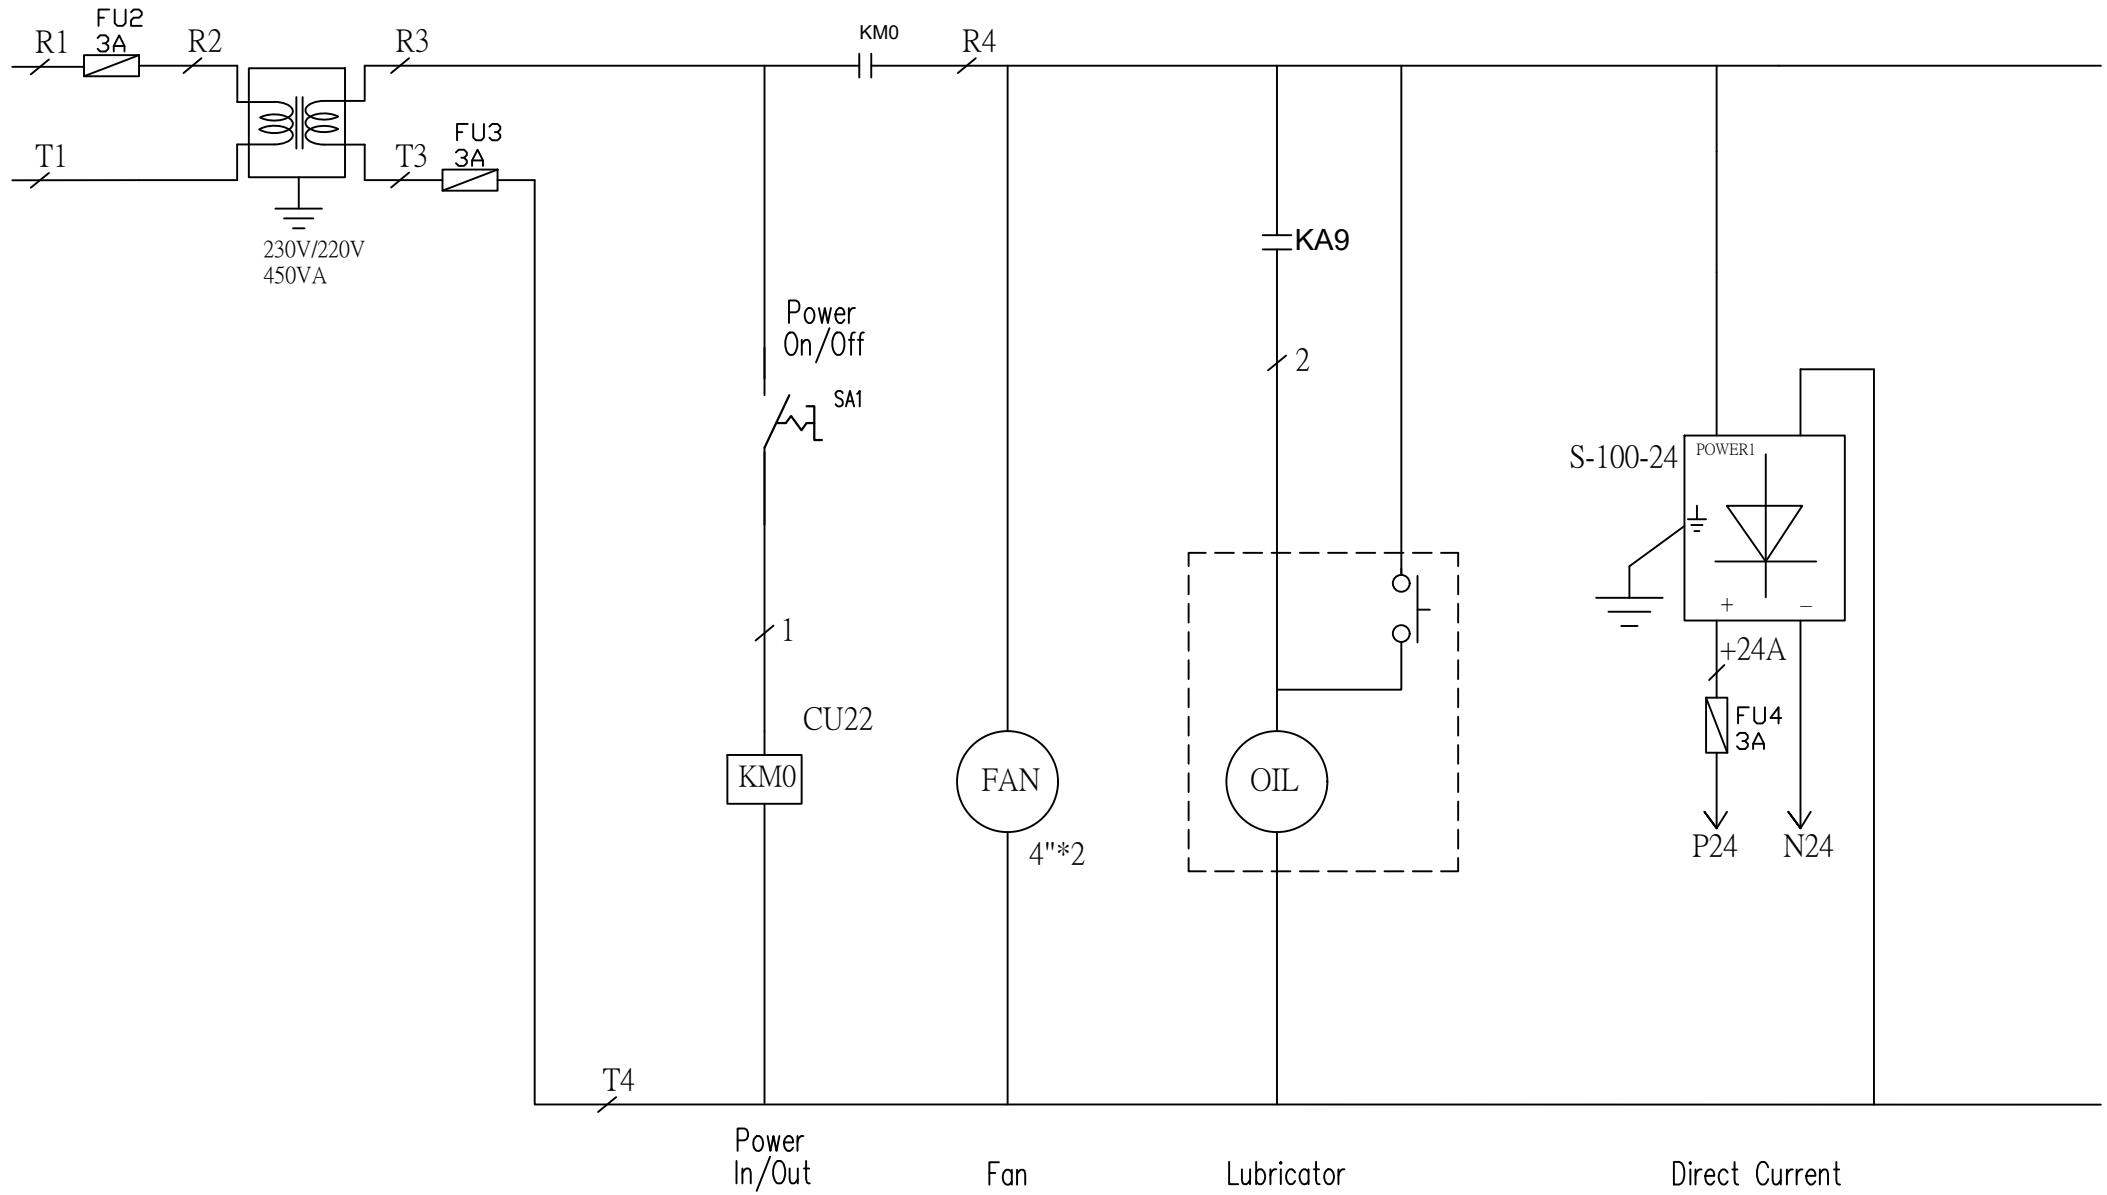 FU2
3A
R1
R2
R3
KM0
R4
T1
T3
FU3
3A
230V/220V
450VA
KA9
Power
On/Off
SA1
2
S-100-24
POWER1
+
–
1
+24A
CU22
FU4
3A
KM0
FAN
OIL
4"*2
P24
N24
T4
Power
In/Out
Fan
Lubricator
Direct Current